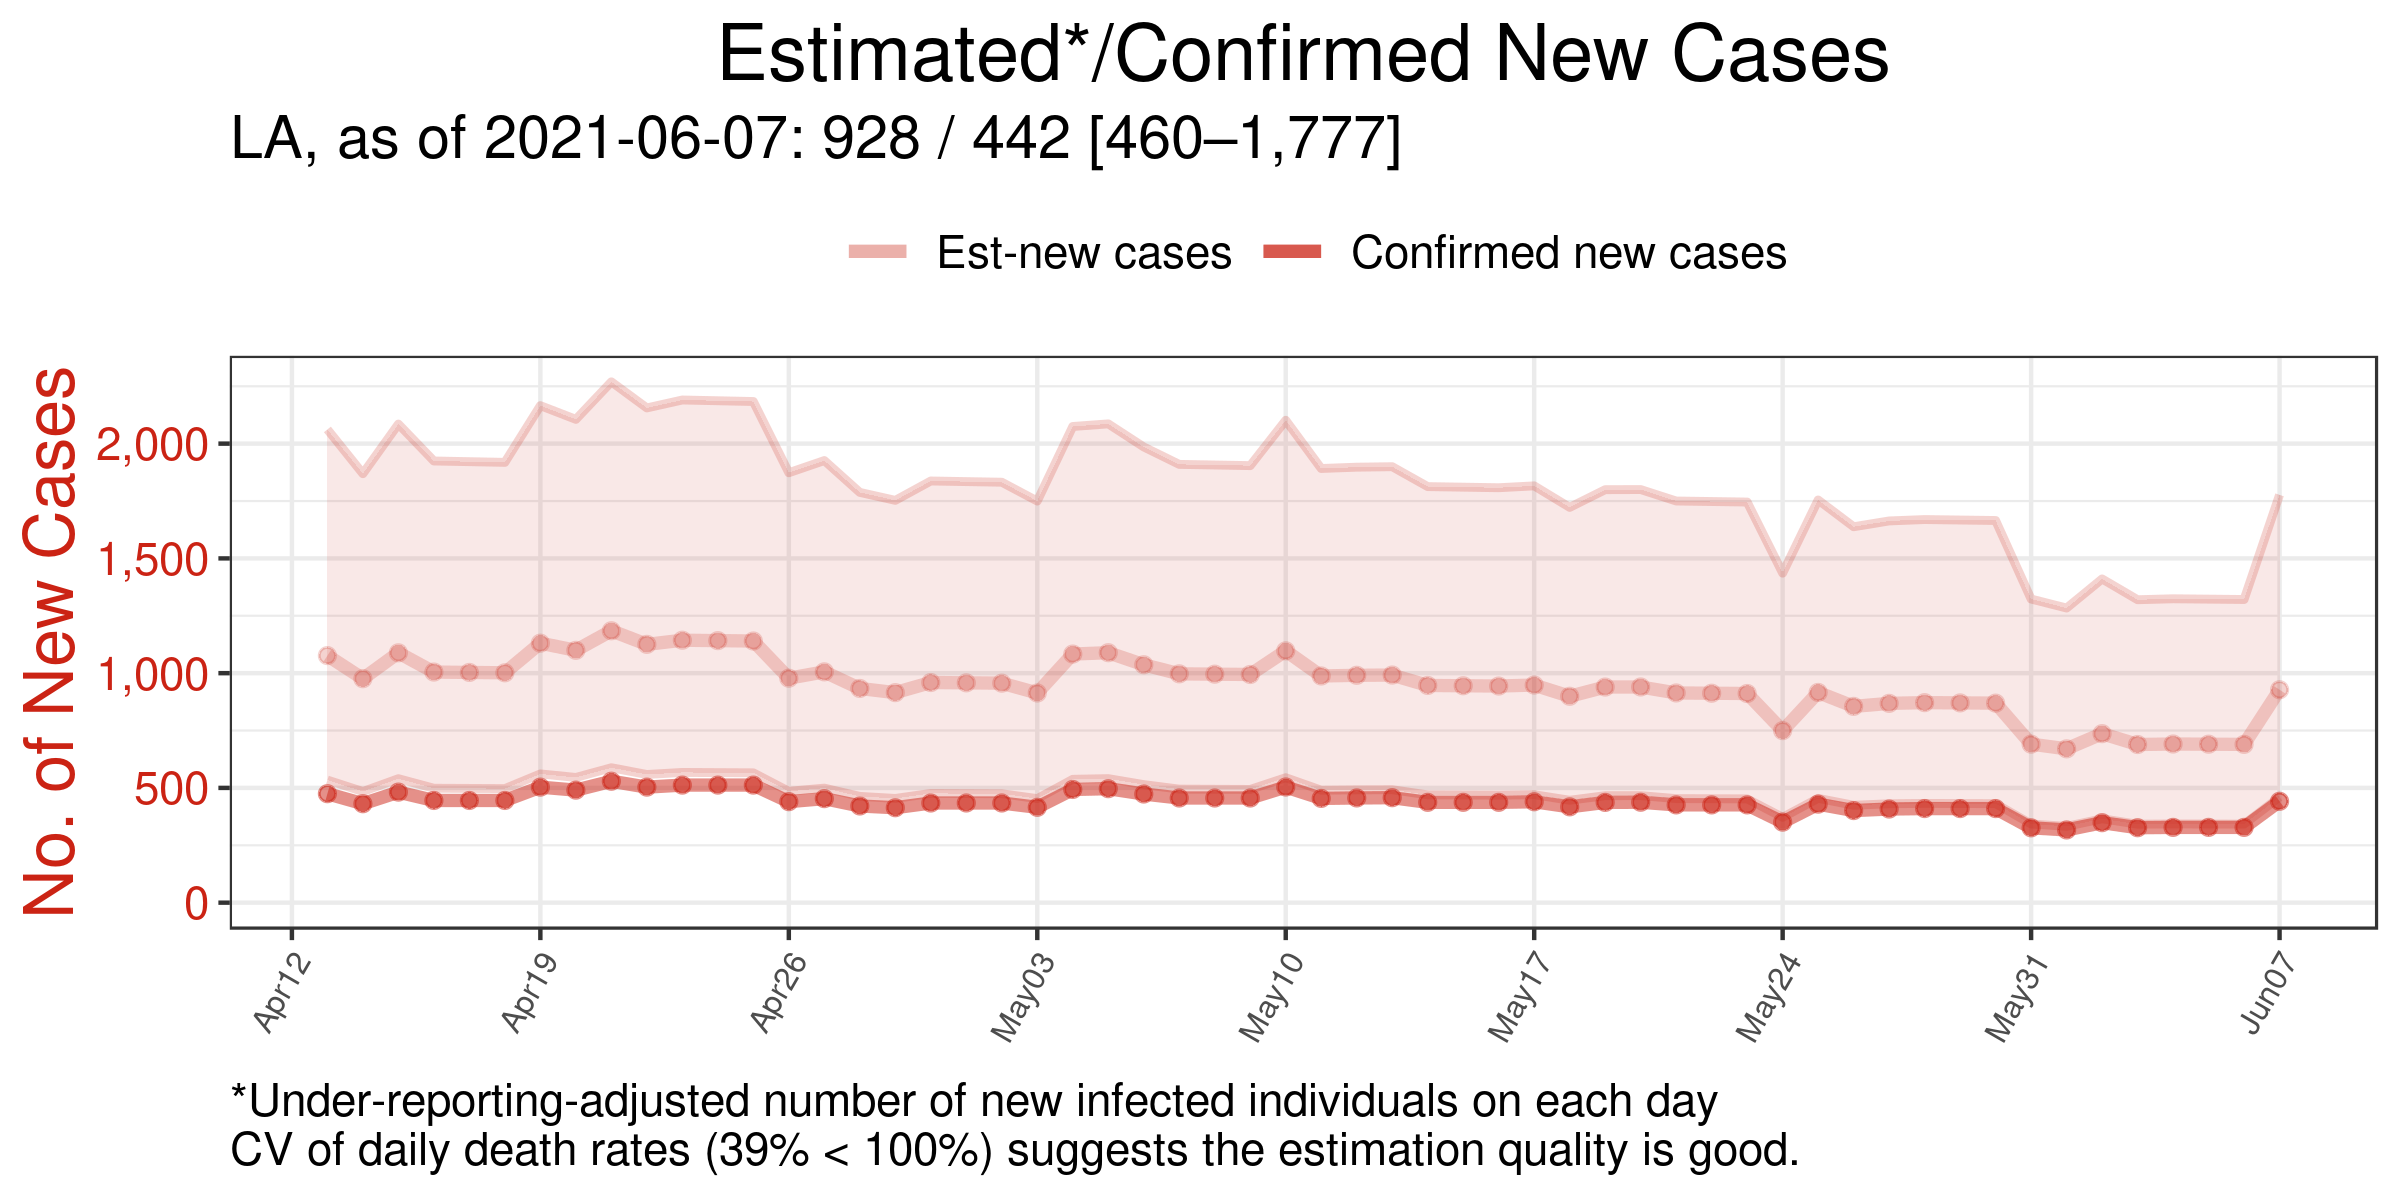 Estimated*/Confirmed New Cases
LA, as of 2021-06-07: 928 / 442 [460–1,777]
Est-new cases Confirmed new cases
No. of New Cases
2,000
1,500
1,000
500
0
Apr12 Apr19 Apr26 May03 May10 May17 May24 May31 Jun07
*Under-reporting-adjusted number of new infected individuals on each day
CV of daily death rates (39% < 100%) suggests the estimation quality is good.